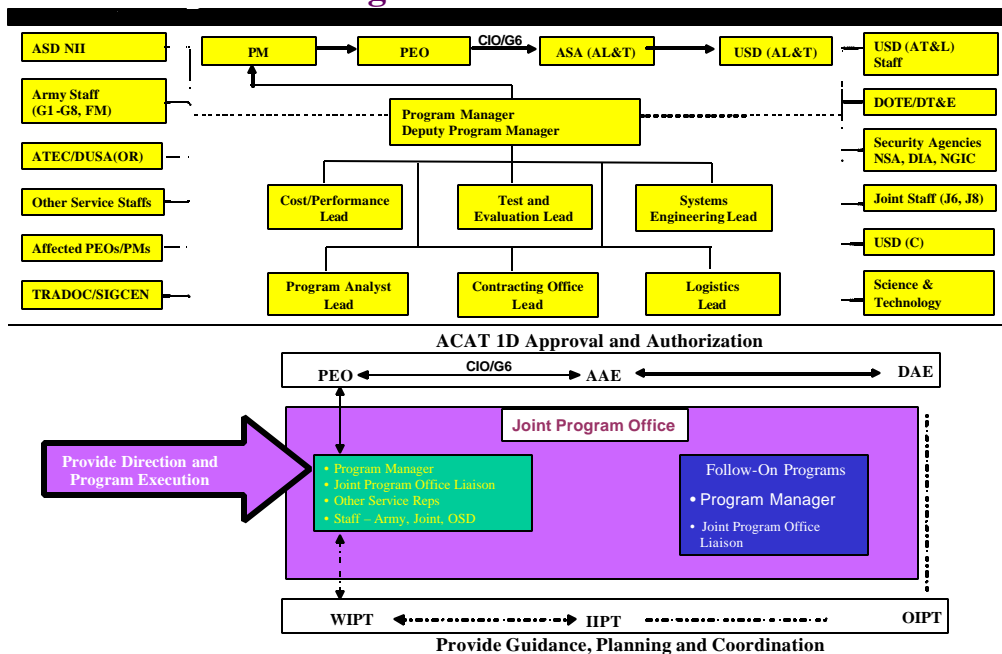 ASD NII
PM
PEO
CIO/G6
ASA (AL&T)
USD (AL&T)
USD (AT&L)
Staff
Army Staff
(G1-G8, FM)
Program Manager
Deputy Program Manager
DOTE/DT&E
ATEC/DUSA(OR)
Security Agencies
NSA, DIA, NGIC
Other Service Staffs
Cost/Performance
Lead
Test and
Evaluation Lead
Systems
Engineering Lead
Joint Staff (J6, J8)
Affected PEOs/PMs
USD (C)
TRADOC/SIGCEN
Program Analyst
Lead
Contracting Office
Lead
Logistics
Lead
Science &
Technology
ACAT 1D Approval and Authorization
PEO
CIO/G6
AAE
DAE
Joint Program Office
Provide Direction and
Program Execution
• Program Manager
• Joint Program Office Liaison
• Other Service Reps
• Staff – Army, Joint, OSD
Follow-On Programs
• Program Manager
• Joint Program Office
Liaison
WIPT
IIPT
OIPT
Provide Guidance, Planning and Coordination